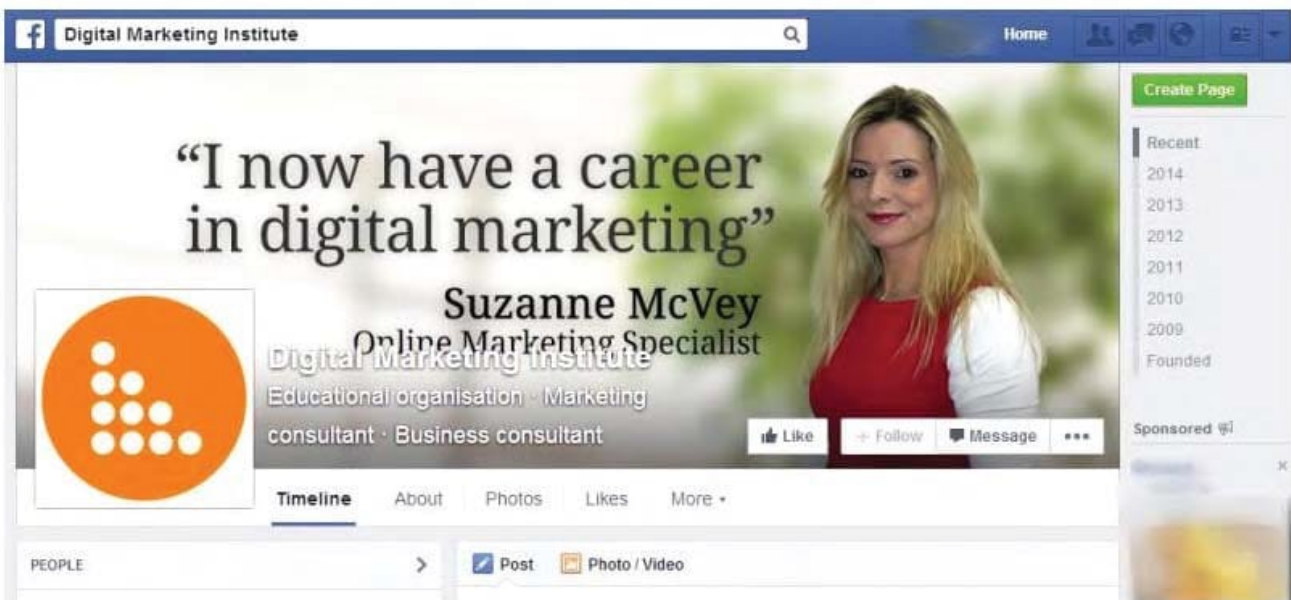 f Digital Marketing Institute Home
Create Page
"I now have a career
in digital marketing"
Suzanne McVey
Online Marketing Specialist
Digital Marketing Institute
Educational organisation · Marketing
consultant · Business consultant
Like + Follow Message
Recent
2014
2013
2012
2011
2010
2009
Founded
Sponsored
Timeline About Photos Likes More
PEOPLE
Post Photo / Video